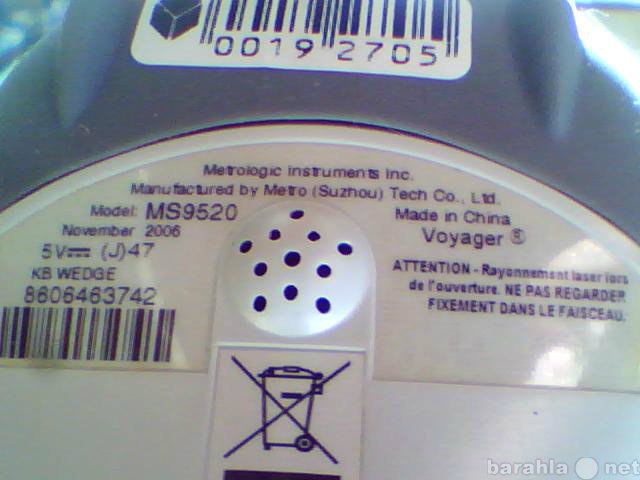 00192705
Metrologic Instruments Inc.
Manufactured by Metro (Suzhou) Tech Co., Ltd.
Model: MS9520
November 2006
5V⎓ (J)47
KB WEDGE
8606463742
Made in China
Voyager®
ATTENTION - Rayonnement laser lors
de l'ouverture. NE PAS REGARDER
FIXEMENT DANS LE FAISCEAU.
barahla net